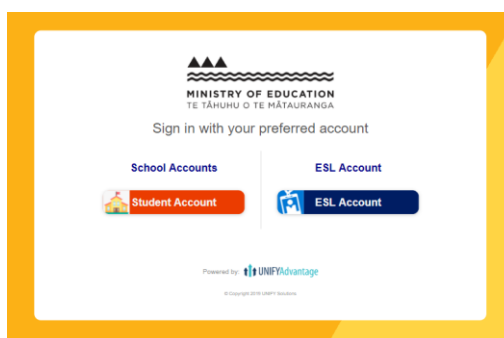 MINISTRY OF EDUCATION
TE TĀHUHU O TE MĀTAURANGA
Sign in with your preferred account
School Accounts
Student Account
ESL Account
ESL Account
Powered by: UNIFYAdvantage
© Copyright 2019 UNIFY Solutions